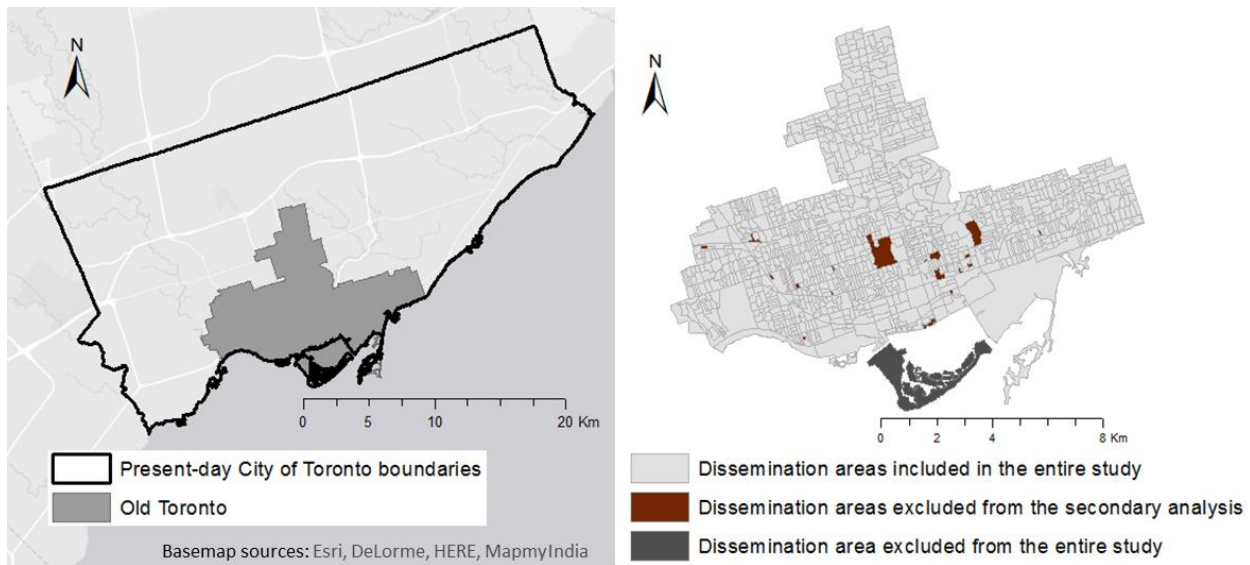 N
0 5 10 20 Km
Present-day City of Toronto boundaries
Old Toronto
Basemap sources: Esri, DeLorme, HERE, MapmyIndia
N
0 2 4 8 Km
Dissemination areas included in the entire study
Dissemination areas excluded from the secondary analysis
Dissemination area excluded from the entire study